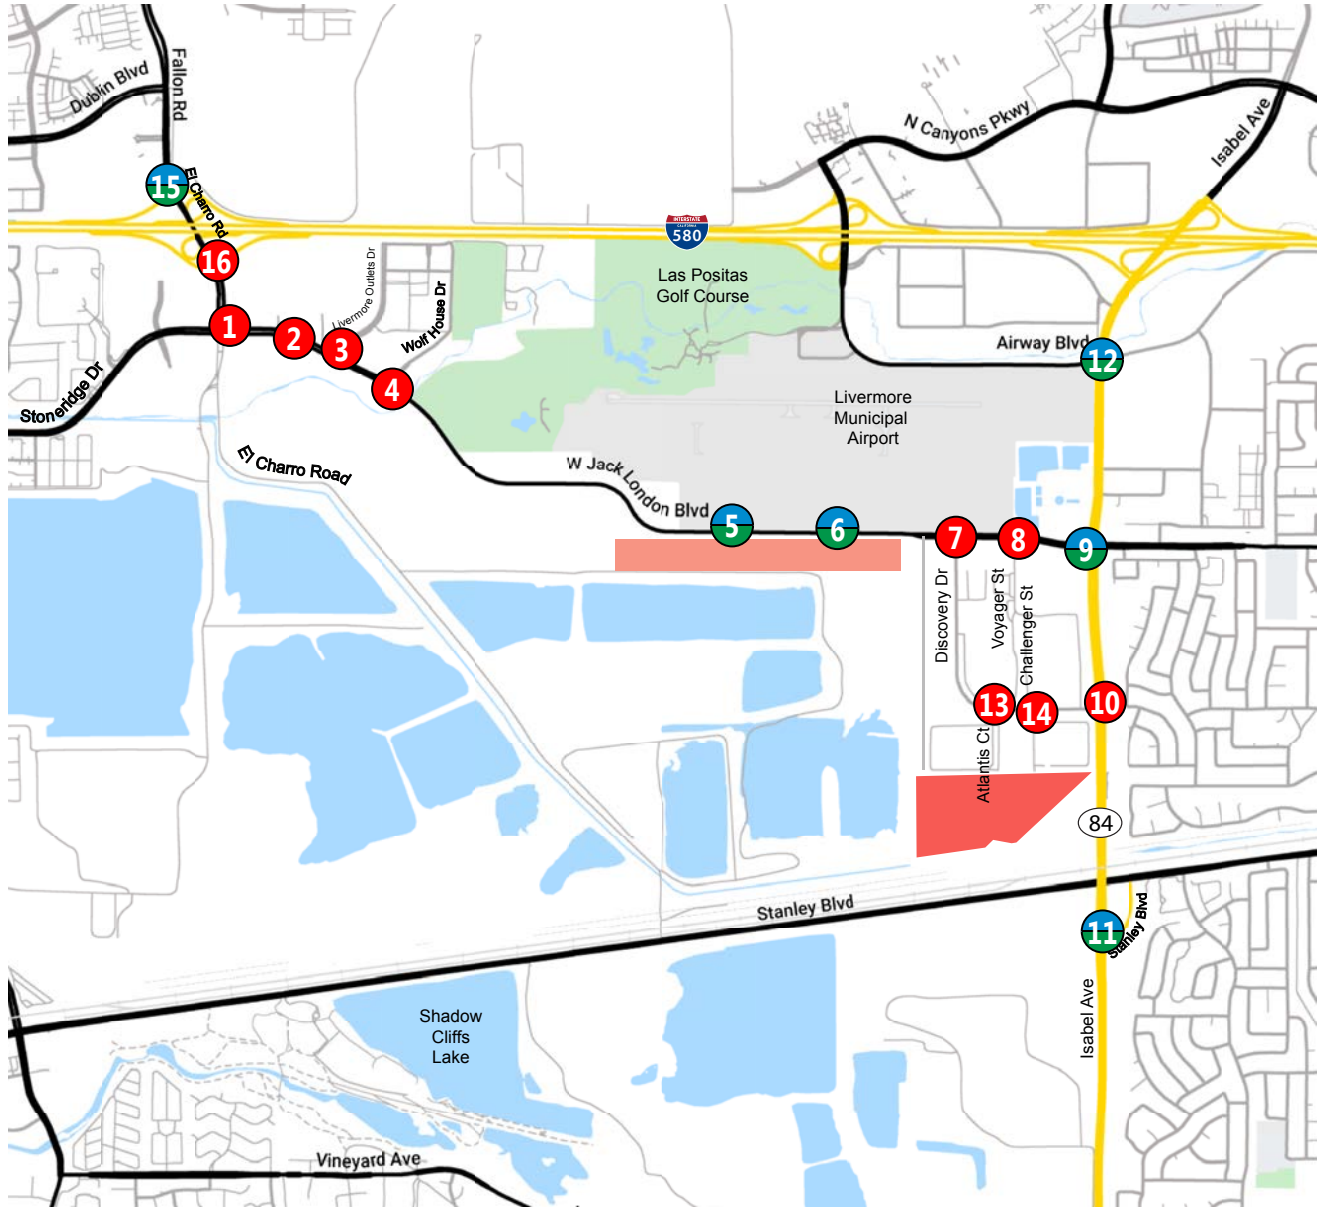 Dublin Blvd
Fallon Rd
N Canyons Pkwy
Isabel Ave
15
El Charro Rd
INTERSTATE
CALIFORNIA
580
16
Las Positas
Golf Course
Livermore Outlets Dr
Wolf House Dr
1
2
3
4
Airway Blvd
12
Stoneridge Dr
Livermore
Municipal
Airport
El Charro Road
W Jack London Blvd
5
6
7
8
9
Discovery Dr
Voyager St
Challenger St
13
14
10
Atlantis Ct
84
Stanley Blvd
11
Stanley Blvd
Isabel Ave
Shadow
Cliffs
Lake
Vineyard Ave